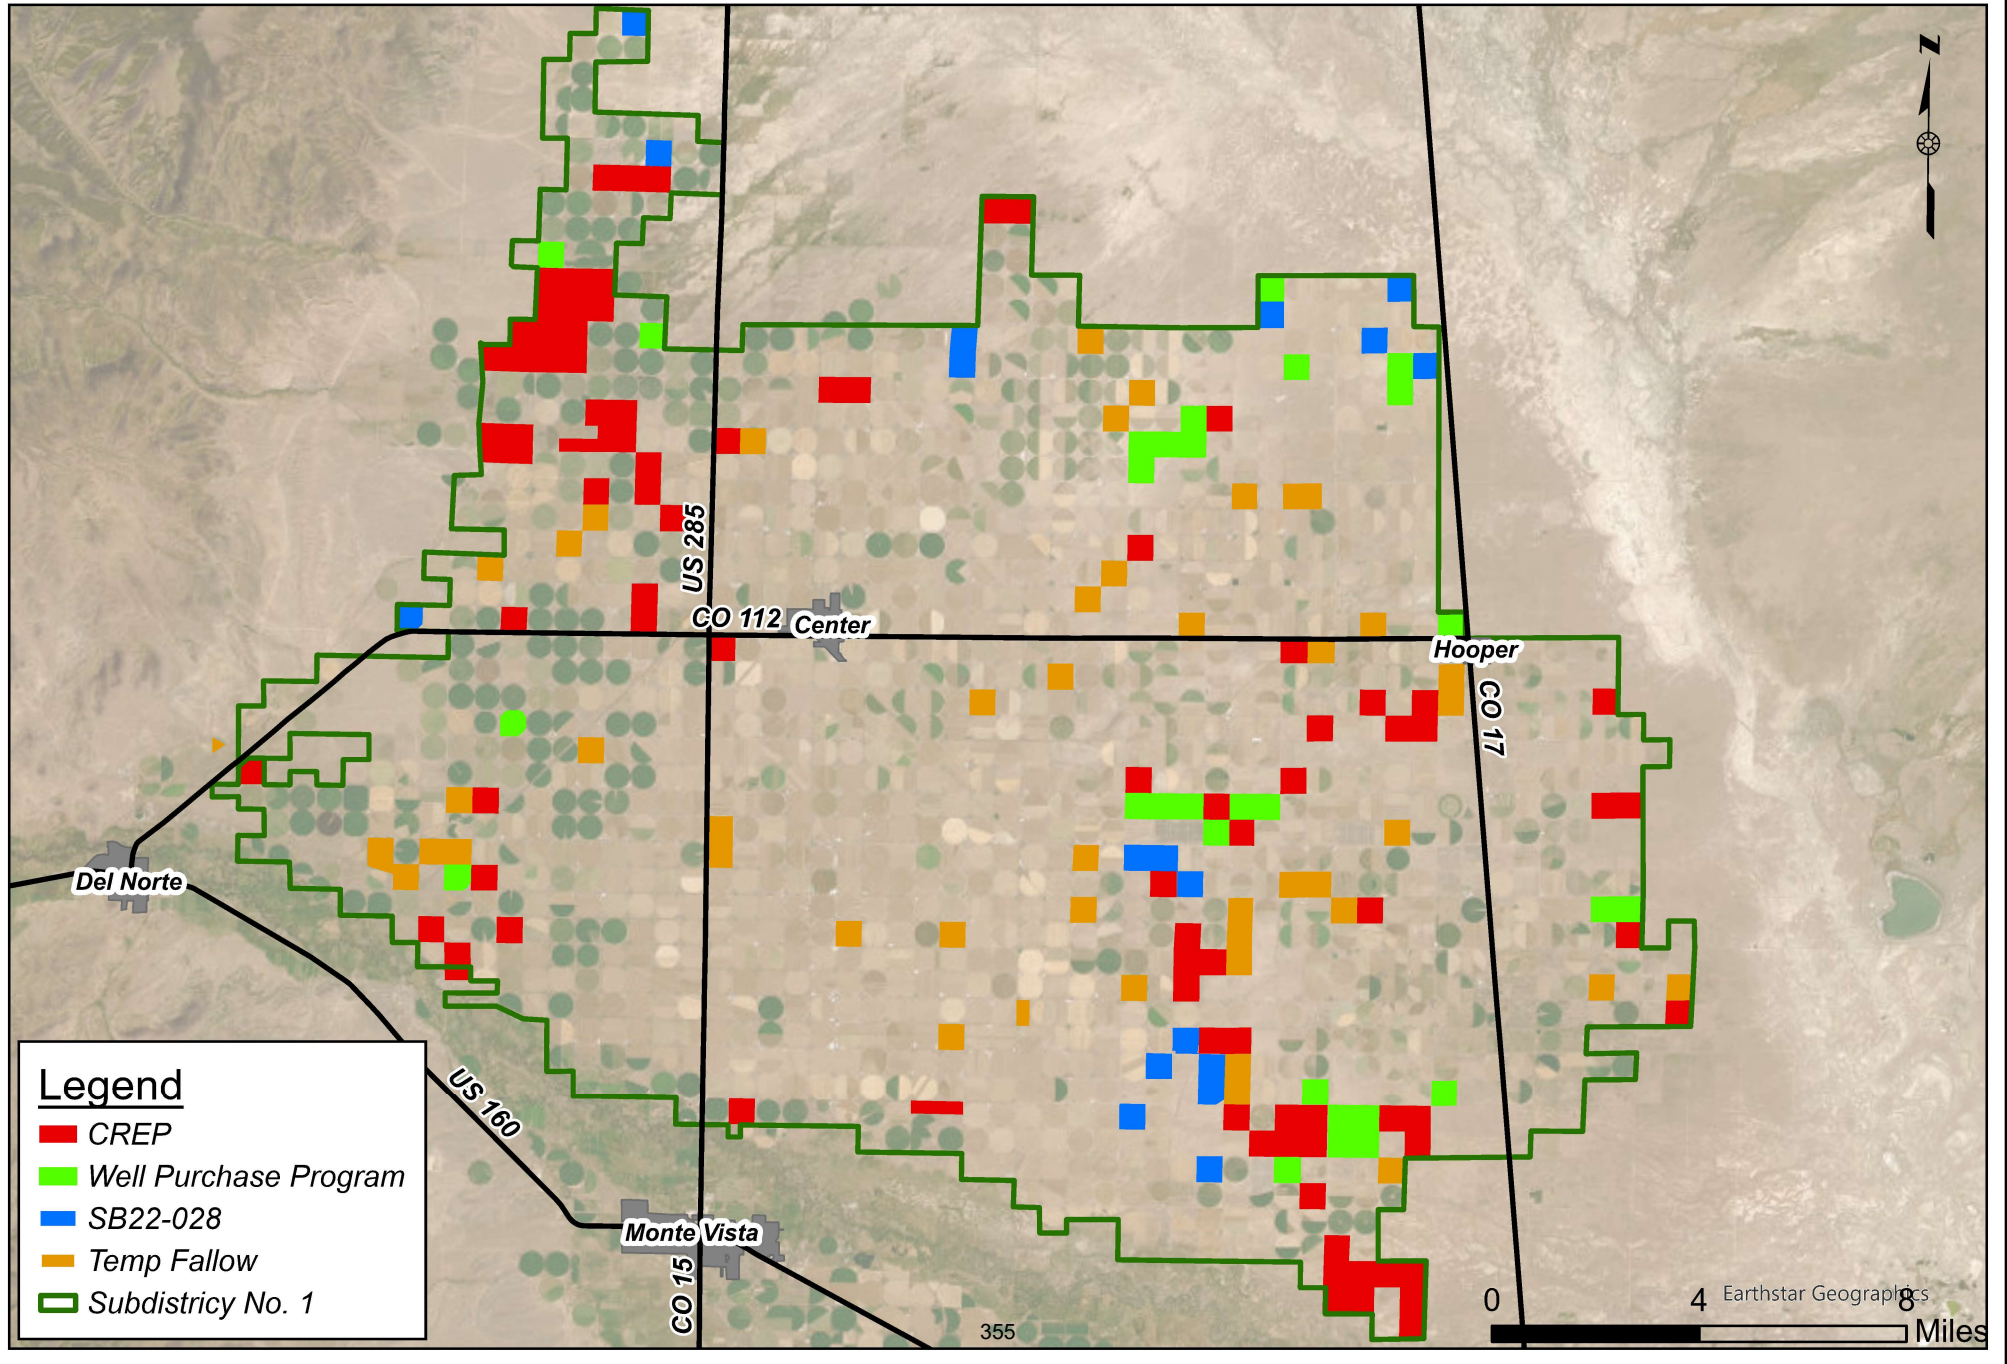 N
US 285
CO 112
Center
Hooper
CO 17
Del Norte
US 160
Monte Vista
CO 15
Legend
CREP
Well Purchase Program
SB22-028
Temp Fallow
Subdistricy No. 1
355
Earthstar Geographics
0 4 8
Miles